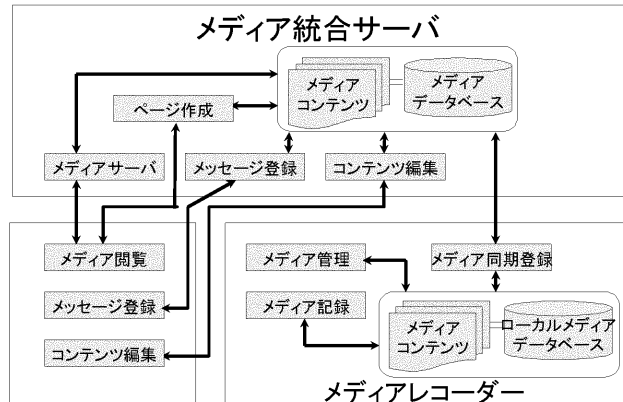 メディア統合サーバ
メディア
コンテンツ
メディア
データベース
ページ作成
メディアサーバ
メッセージ登録
コンテンツ編集
メディア閲覧
メッセージ登録
コンテンツ編集
メディア管理
メディア同期登録
メディア記録
メディア
コンテンツ
ローカルメディア
データベース
メディアレコーダー